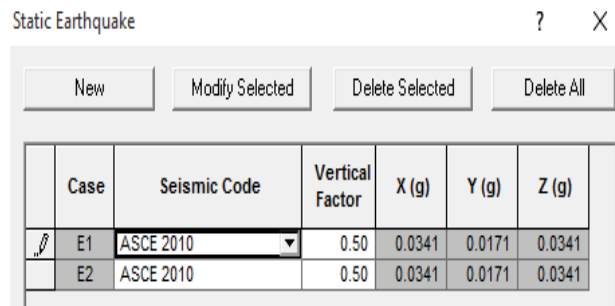 Static Earthquake ? X
New Modify Selected Delete Selected Delete All
Case Seismic Code Vertical Factor X (g) Y (g) Z (g)
E1 ASCE 2010 0.50 0.0341 0.0171 0.0341
E2 ASCE 2010 0.50 0.0341 0.0171 0.0341